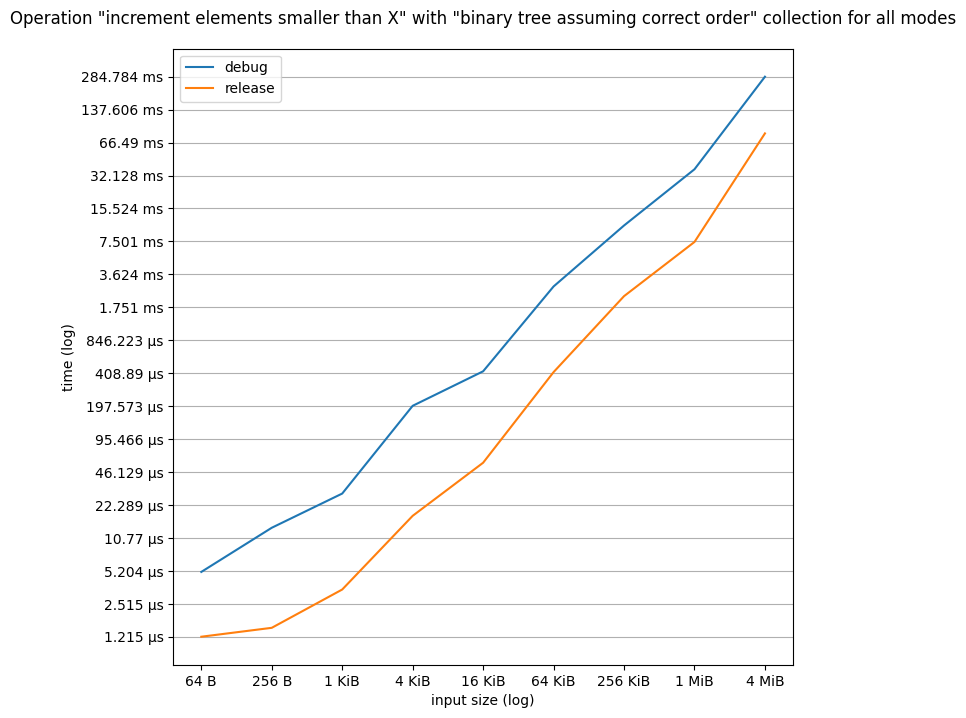 Operation "increment elements smaller than X" with "binary tree assuming correct order" collection for all modes
debug
release
284.784 ms
137.606 ms
66.49 ms
32.128 ms
15.524 ms
7.501 ms
3.624 ms
1.751 ms
846.223 µs
408.89 µs
197.573 µs
95.466 µs
46.129 µs
22.289 µs
10.77 µs
5.204 µs
2.515 µs
1.215 µs
time (log)
64 B 256 B 1 KiB 4 KiB 16 KiB 64 KiB 256 KiB 1 MiB 4 MiB
input size (log)